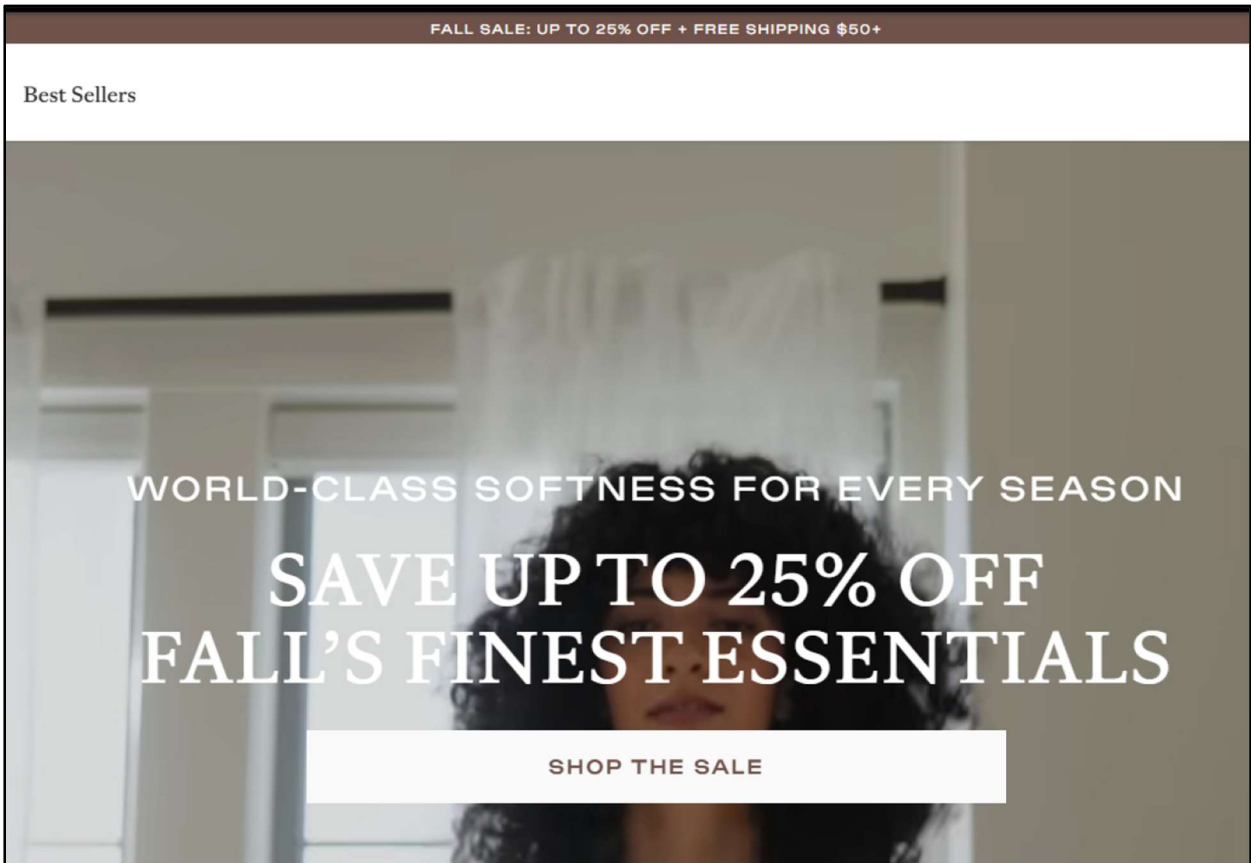 FALL SALE: UP TO 25% OFF + FREE SHIPPING $50+
Best Sellers
WORLD-CLASS SOFTNESS FOR EVERY SEASON
SAVE UP TO 25% OFF
FALL’S FINEST ESSENTIALS
SHOP THE SALE